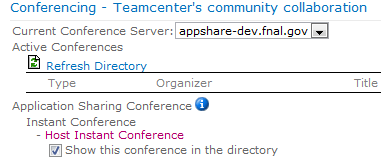 Conferencing - Teamcenter's community collaboration
Current Conference Server: appshare-dev.fnal.gov
Active Conferences
Refresh Directory
Type Organizer Title
Application Sharing Conference
Instant Conference
- Host Instant Conference
Show this conference in the directory